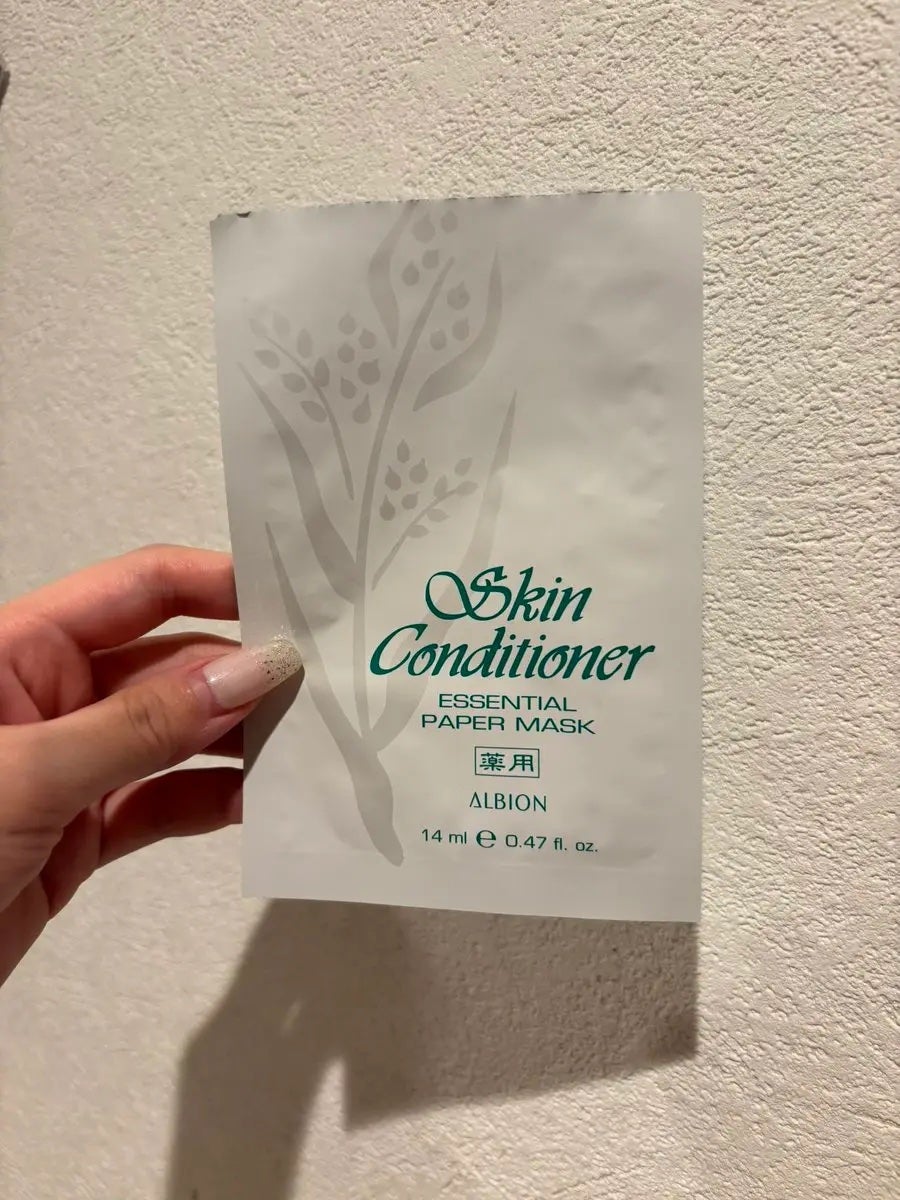 Skin
Conditioner
ESSENTIAL
PAPER MASK
薬用
ALBION
14 ml ℮ 0.47 fl. oz.